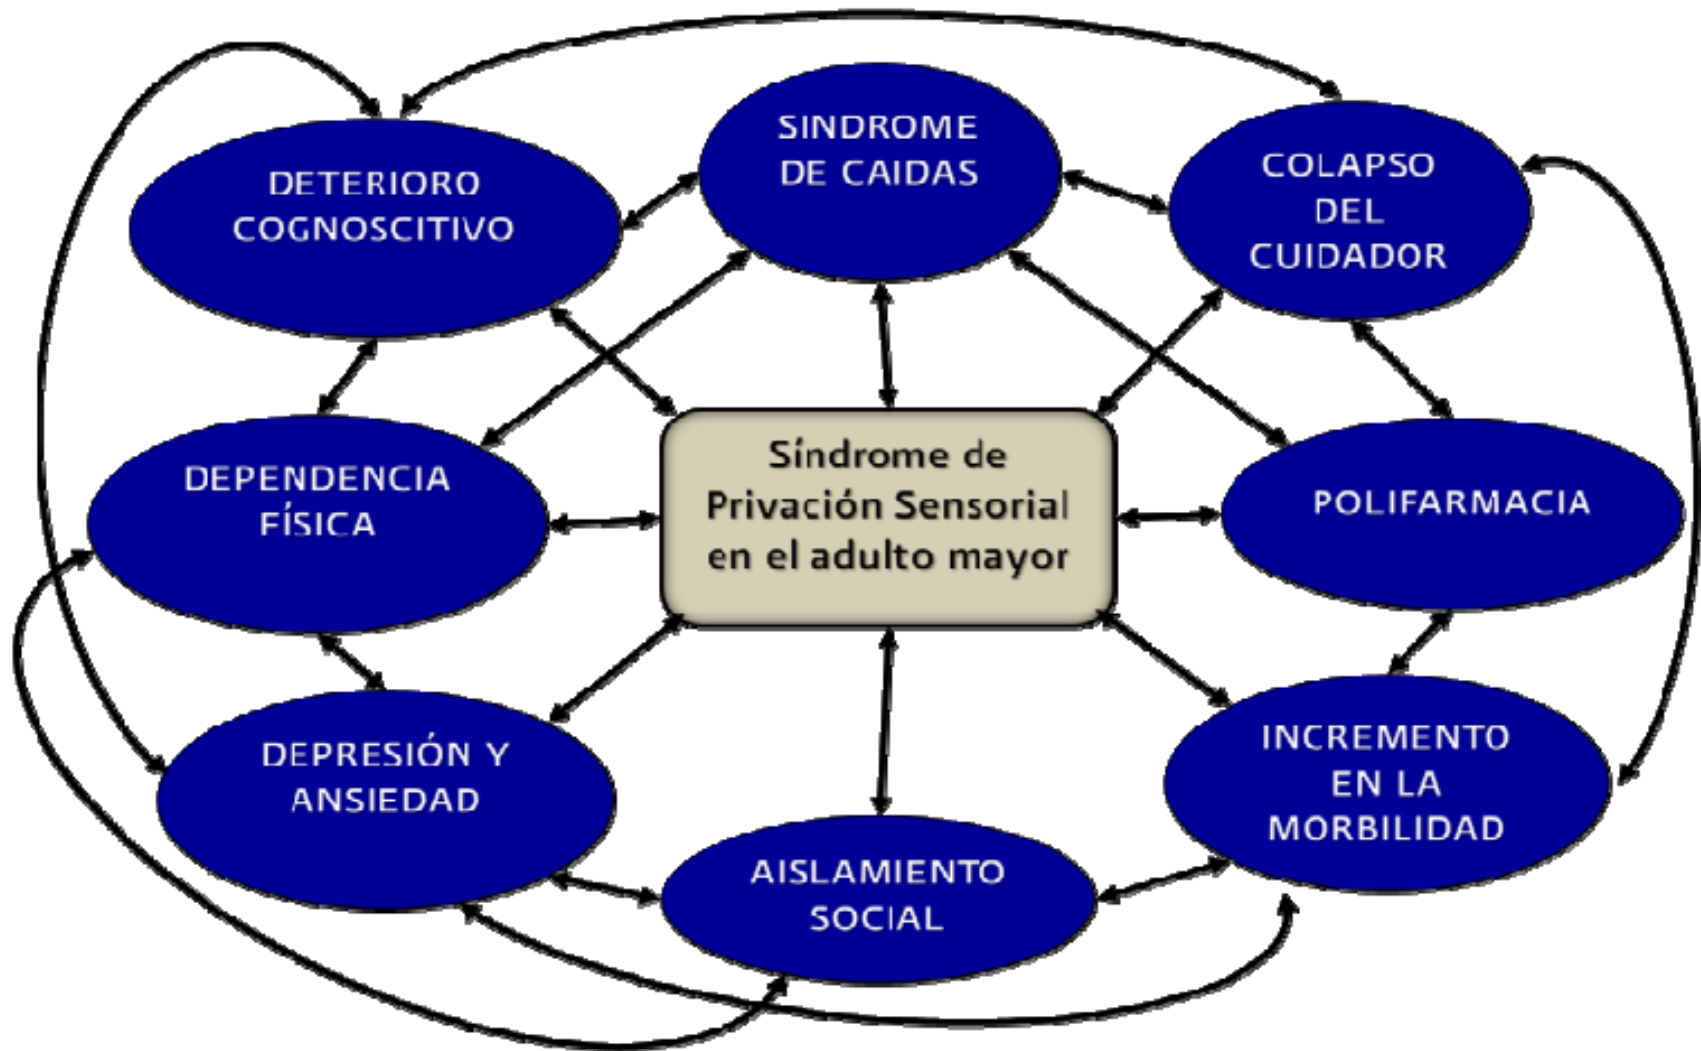 SINDROME
DE CAIDAS
DETERIORO
COGNOSCITIVO
COLAPSO
DEL
CUIDADOR
Síndrome de
Privación Sensorial
en el adulto mayor
DEPENDENCIA
FÍSICA
POLIFARMACIA
DEPRESIÓN Y
ANSIEDAD
INCREMENTO
EN LA
MORBILIDAD
AISLAMIENTO
SOCIAL